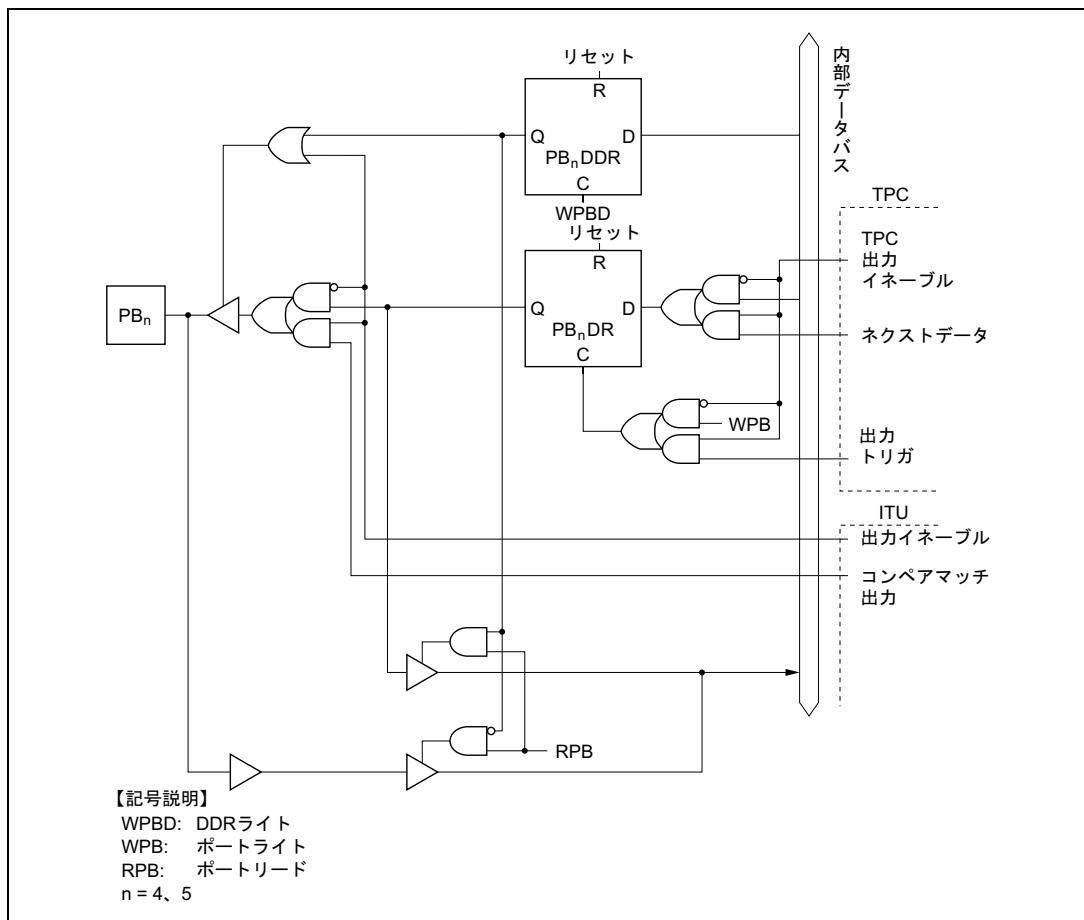 リセット
R
Q
D
PBnDDR
C
WPBD
リセット
R
Q
D
PBnDR
C
PBn
WPB
内部データバス
TPC
TPC
出力
イネーブル
ネクストデータ
出力
トリガ
ITU
出力イネーブル
コンペアマッチ
出力
RPB
【記号説明】
WPBD: DDRライト
WPB: ポートライト
RPB: ポートリード
n = 4、5